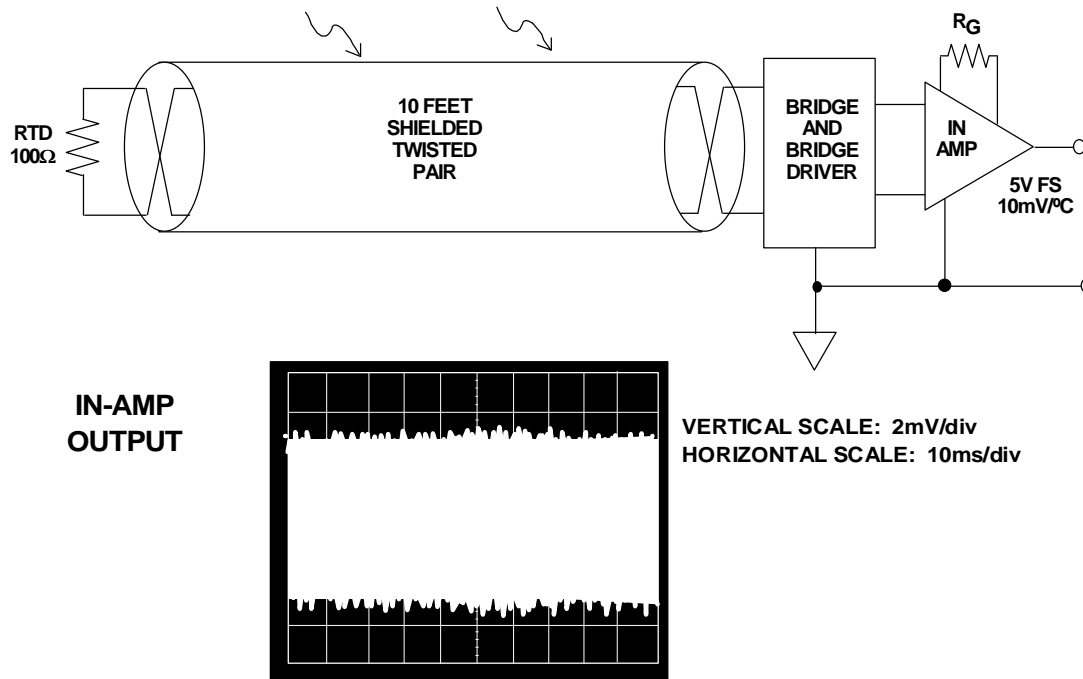 RTD
100Ω
10 FEET
SHIELDED
TWISTED
PAIR
BRIDGE
AND
BRIDGE
DRIVER
RG
IN
AMP
5V FS
10mV/ºC
IN-AMP
OUTPUT
VERTICAL SCALE: 2mV/div
HORIZONTAL SCALE: 10ms/div